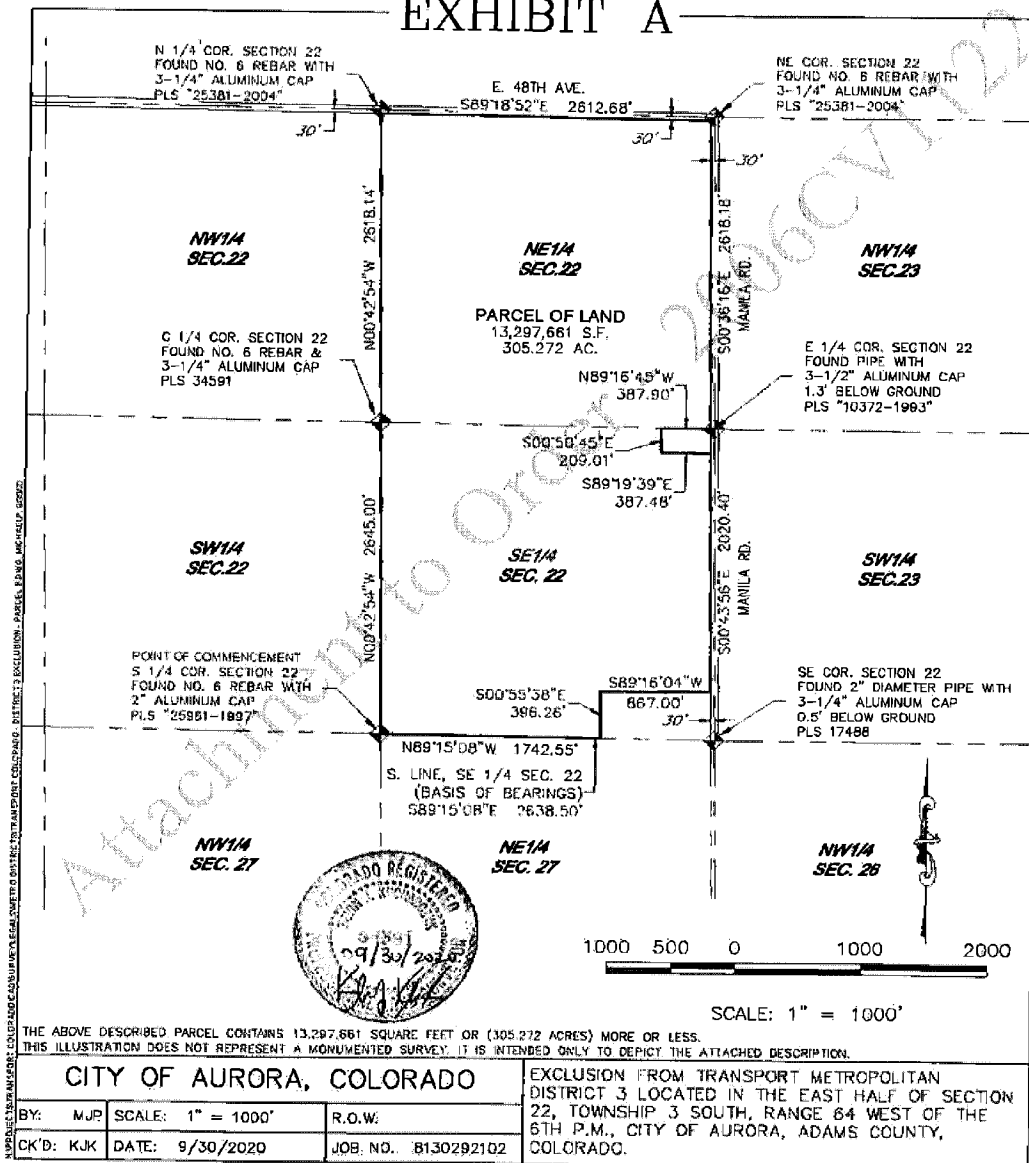 EXHIBIT A
N 1/4 COR. SECTION 22
FOUND NO. 6 REBAR WITH
3-1/4" ALUMINUM CAP
PLS "25381-2004"
E. 48TH AVE.
S89°18'52"E 2612.68'
NE COR. SECTION 22
FOUND NO. 6 REBAR WITH
3-1/4" ALUMINUM CAP
PLS "25381-2004"
30'
30'
30'
NW1/4
SEC.22
N00°42'54"W 2618.14'
NE1/4
SEC.22
S00°36'16"E 2618.18'
MANILA RD.
NW1/4
SEC.23
PARCEL OF LAND
13,297,661 S.F.
305.272 AC.
C 1/4 COR. SECTION 22
FOUND NO. 6 REBAR &
3-1/4" ALUMINUM CAP
PLS 34591
E 1/4 COR. SECTION 22
FOUND PIPE WITH
3-1/2" ALUMINUM CAP
1.3' BELOW GROUND
PLS "10372-1993"
N89°16'45"W
387.90'
S00°50'45"E
209.01'
S89°19'39"E
387.48'
SW1/4
SEC.22
N00°42'54"W 2645.00'
SE1/4
SEC. 22
S00°43'56"E 2020.40'
MANILA RD.
SW1/4
SEC.23
POINT OF COMMENCEMENT
S 1/4 COR. SECTION 22
FOUND NO. 6 REBAR WITH
2" ALUMINUM CAP
PLS "25961-1997"
S00°55'38"E
396.26'
S89°16'04"W
867.00'
30'
SE COR. SECTION 22
FOUND 2" DIAMETER PIPE WITH
3-1/4" ALUMINUM CAP
0.5' BELOW GROUND
PLS 17488
N89°15'08"W 1742.55'
S. LINE, SE 1/4 SEC. 22
(BASIS OF BEARINGS)
S89°15'08"E 2638.50'
NW1/4
SEC. 27
NE1/4
SEC. 27
NW1/4
SEC. 26
COLORADO REGISTERED
09/30/2020
1000 500 0 1000 2000
SCALE: 1" = 1000'
Attachment to Order 2006CV1122
THE ABOVE DESCRIBED PARCEL CONTAINS 13,297,661 SQUARE FEET OR (305.272 ACRES) MORE OR LESS.
THIS ILLUSTRATION DOES NOT REPRESENT A MONUMENTED SURVEY. IT IS INTENDED ONLY TO DEPICT THE ATTACHED DESCRIPTION.
CITY OF AURORA, COLORADO
BY: MJP SCALE: 1" = 1000' R.O.W:
CK'D: KJK DATE: 9/30/2020 JOB. NO. 8130292102
EXCLUSION FROM TRANSPORT METROPOLITAN
DISTRICT 3 LOCATED IN THE EAST HALF OF SECTION
22, TOWNSHIP 3 SOUTH, RANGE 64 WEST OF THE
6TH P.M., CITY OF AURORA, ADAMS COUNTY,
COLORADO.